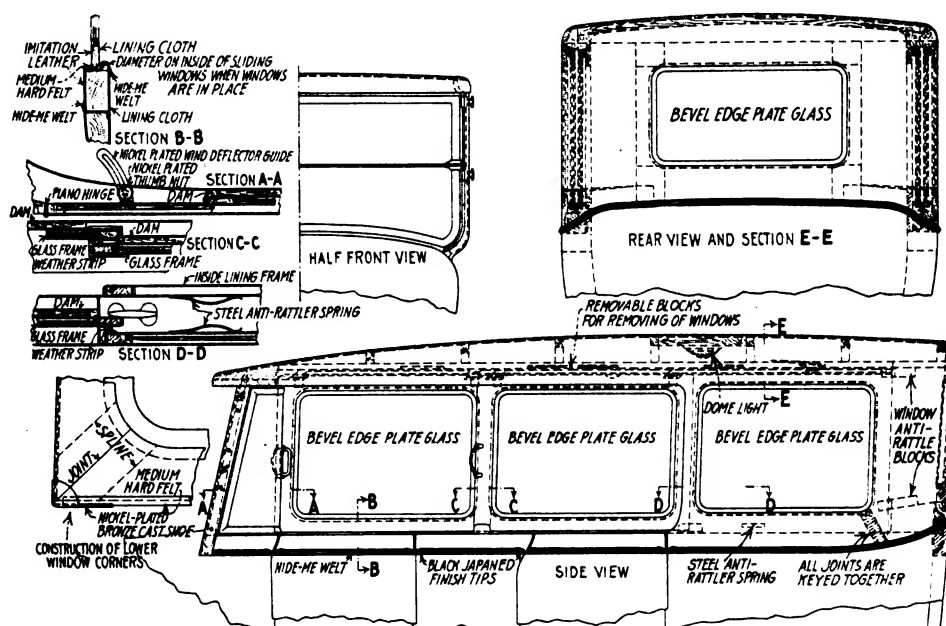 IMITATION
LEATHER
LINING CLOTH
DIAMETER ON INSIDE OF SLIDING
WINDOWS WHEN WINDOWS
ARE IN PLACE
MEDIUM
HARD FELT
HIDE-ME
WELT
HIDE-ME WELT
LINING CLOTH
SECTION B-B
NICKEL PLATED WIND DEFLECTOR GUIDE
NICKEL PLATED
THUMB NUT
SECTION A-A
PIANO HINGE
DAM
DAM
DAM
SECTION C-C
GLASS FRAME
WEATHER STRIP
GLASS FRAME
INSIDE LINING FRAME
DAM
STEEL ANTI-RATTLER SPRING
GLASS FRAME
WEATHER STRIP
SECTION D-D
HALF FRONT VIEW
BEVEL EDGE PLATE GLASS
REAR VIEW AND SECTION E-E
REMOVABLE BLOCKS
FOR REMOVING OF WINDOWS
E
E
DOME LIGHT
WINDOW
ANTI-
RATTLE
BLOCKS
BEVEL EDGE PLATE GLASS
BEVEL EDGE PLATE GLASS
BEVEL EDGE PLATE GLASS
JOINT
SPLINE
MEDIUM
HARD FELT
NICKEL-PLATED
BRONZE CAST SHOE
CONSTRUCTION OF LOWER
WINDOW CORNERS
A
A
B
C
C
D
D
HIDE-ME WELT
B
BLACK JAPANED
FINISH TIPS
SIDE VIEW
STEEL ANTI-
RATTLER SPRING
ALL JOINTS ARE
KEYED TOGETHER